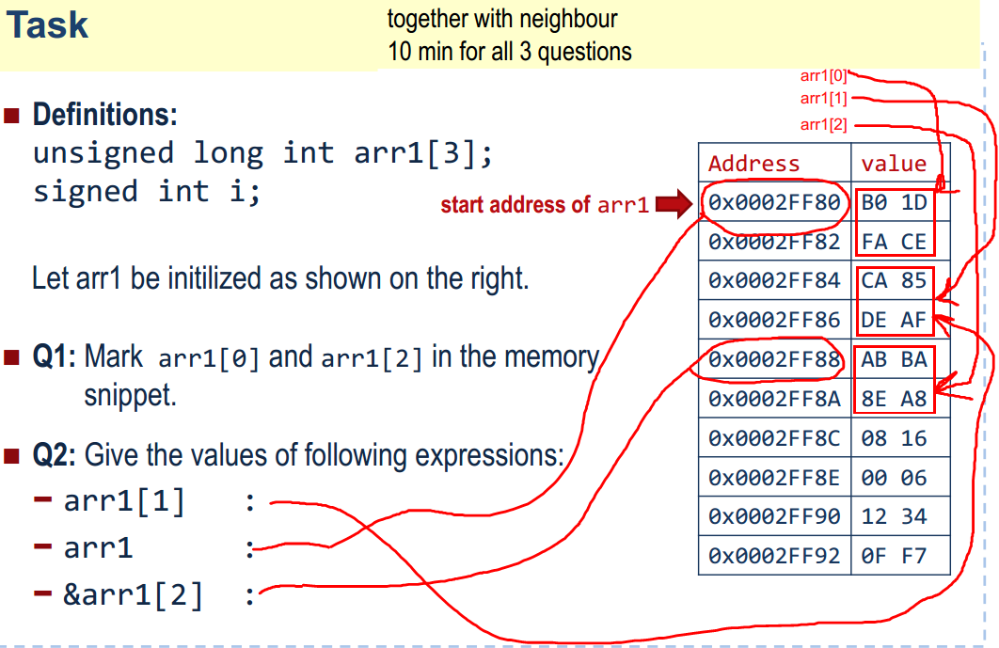 Task
together with neighbour
10 min for all 3 questions
arr1[0]
arr1[1]
arr1[2]
Definitions:
unsigned long int arr1[3];
signed int i;
start address of arr1
Let arr1 be initilized as shown on the right.
Q1: Mark arr1[0] and arr1[2] in the memory
snippet.
Q2: Give the values of following expressions:
– arr1[1] :
– arr1 :
– &arr1[2] :
Address value
0x0002FF80 B0 1D
0x0002FF82 FA CE
0x0002FF84 CA 85
0x0002FF86 DE AF
0x0002FF88 AB BA
0x0002FF8A 8E A8
0x0002FF8C 08 16
0x0002FF8E 00 06
0x0002FF90 12 34
0x0002FF92 0F F7